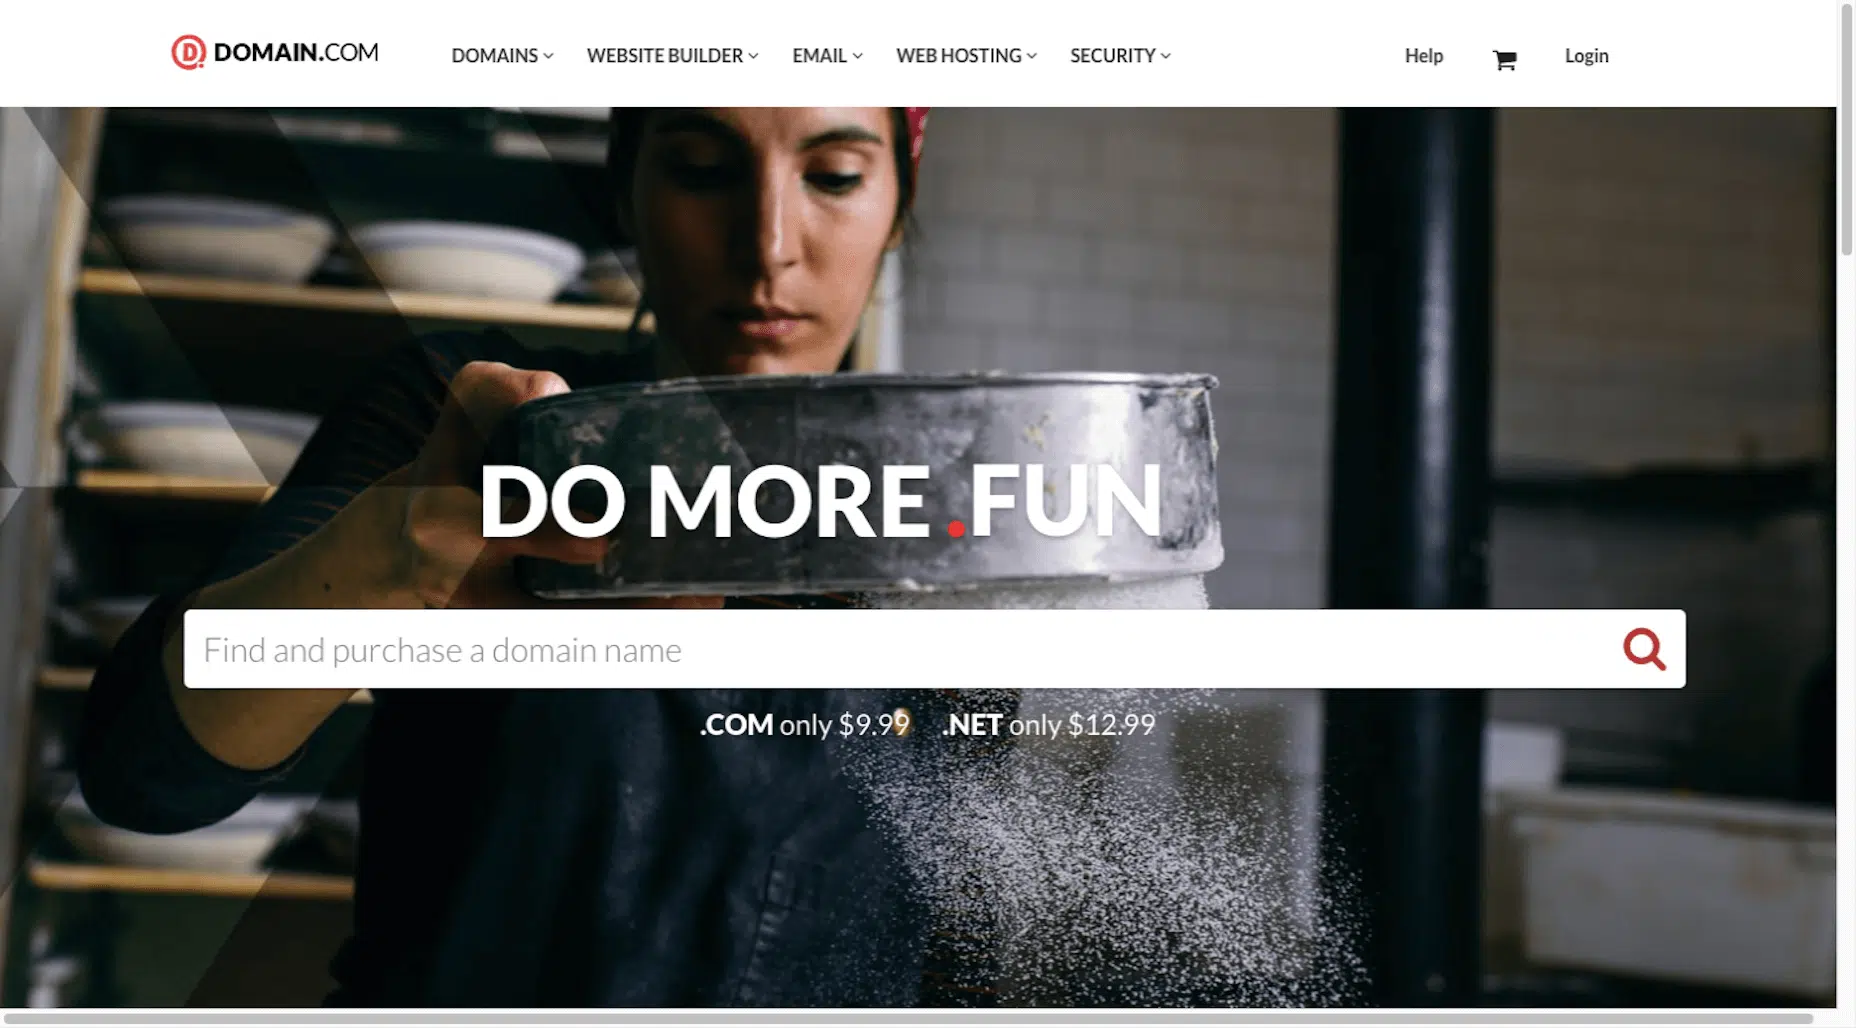 DOMAIN.COM
DOMAINS
WEBSITE BUILDER
EMAIL
WEB HOSTING
SECURITY
Help
Login
DO MORE .FUN
Find and purchase a domain name
.COM only $9.99 .NET only $12.99